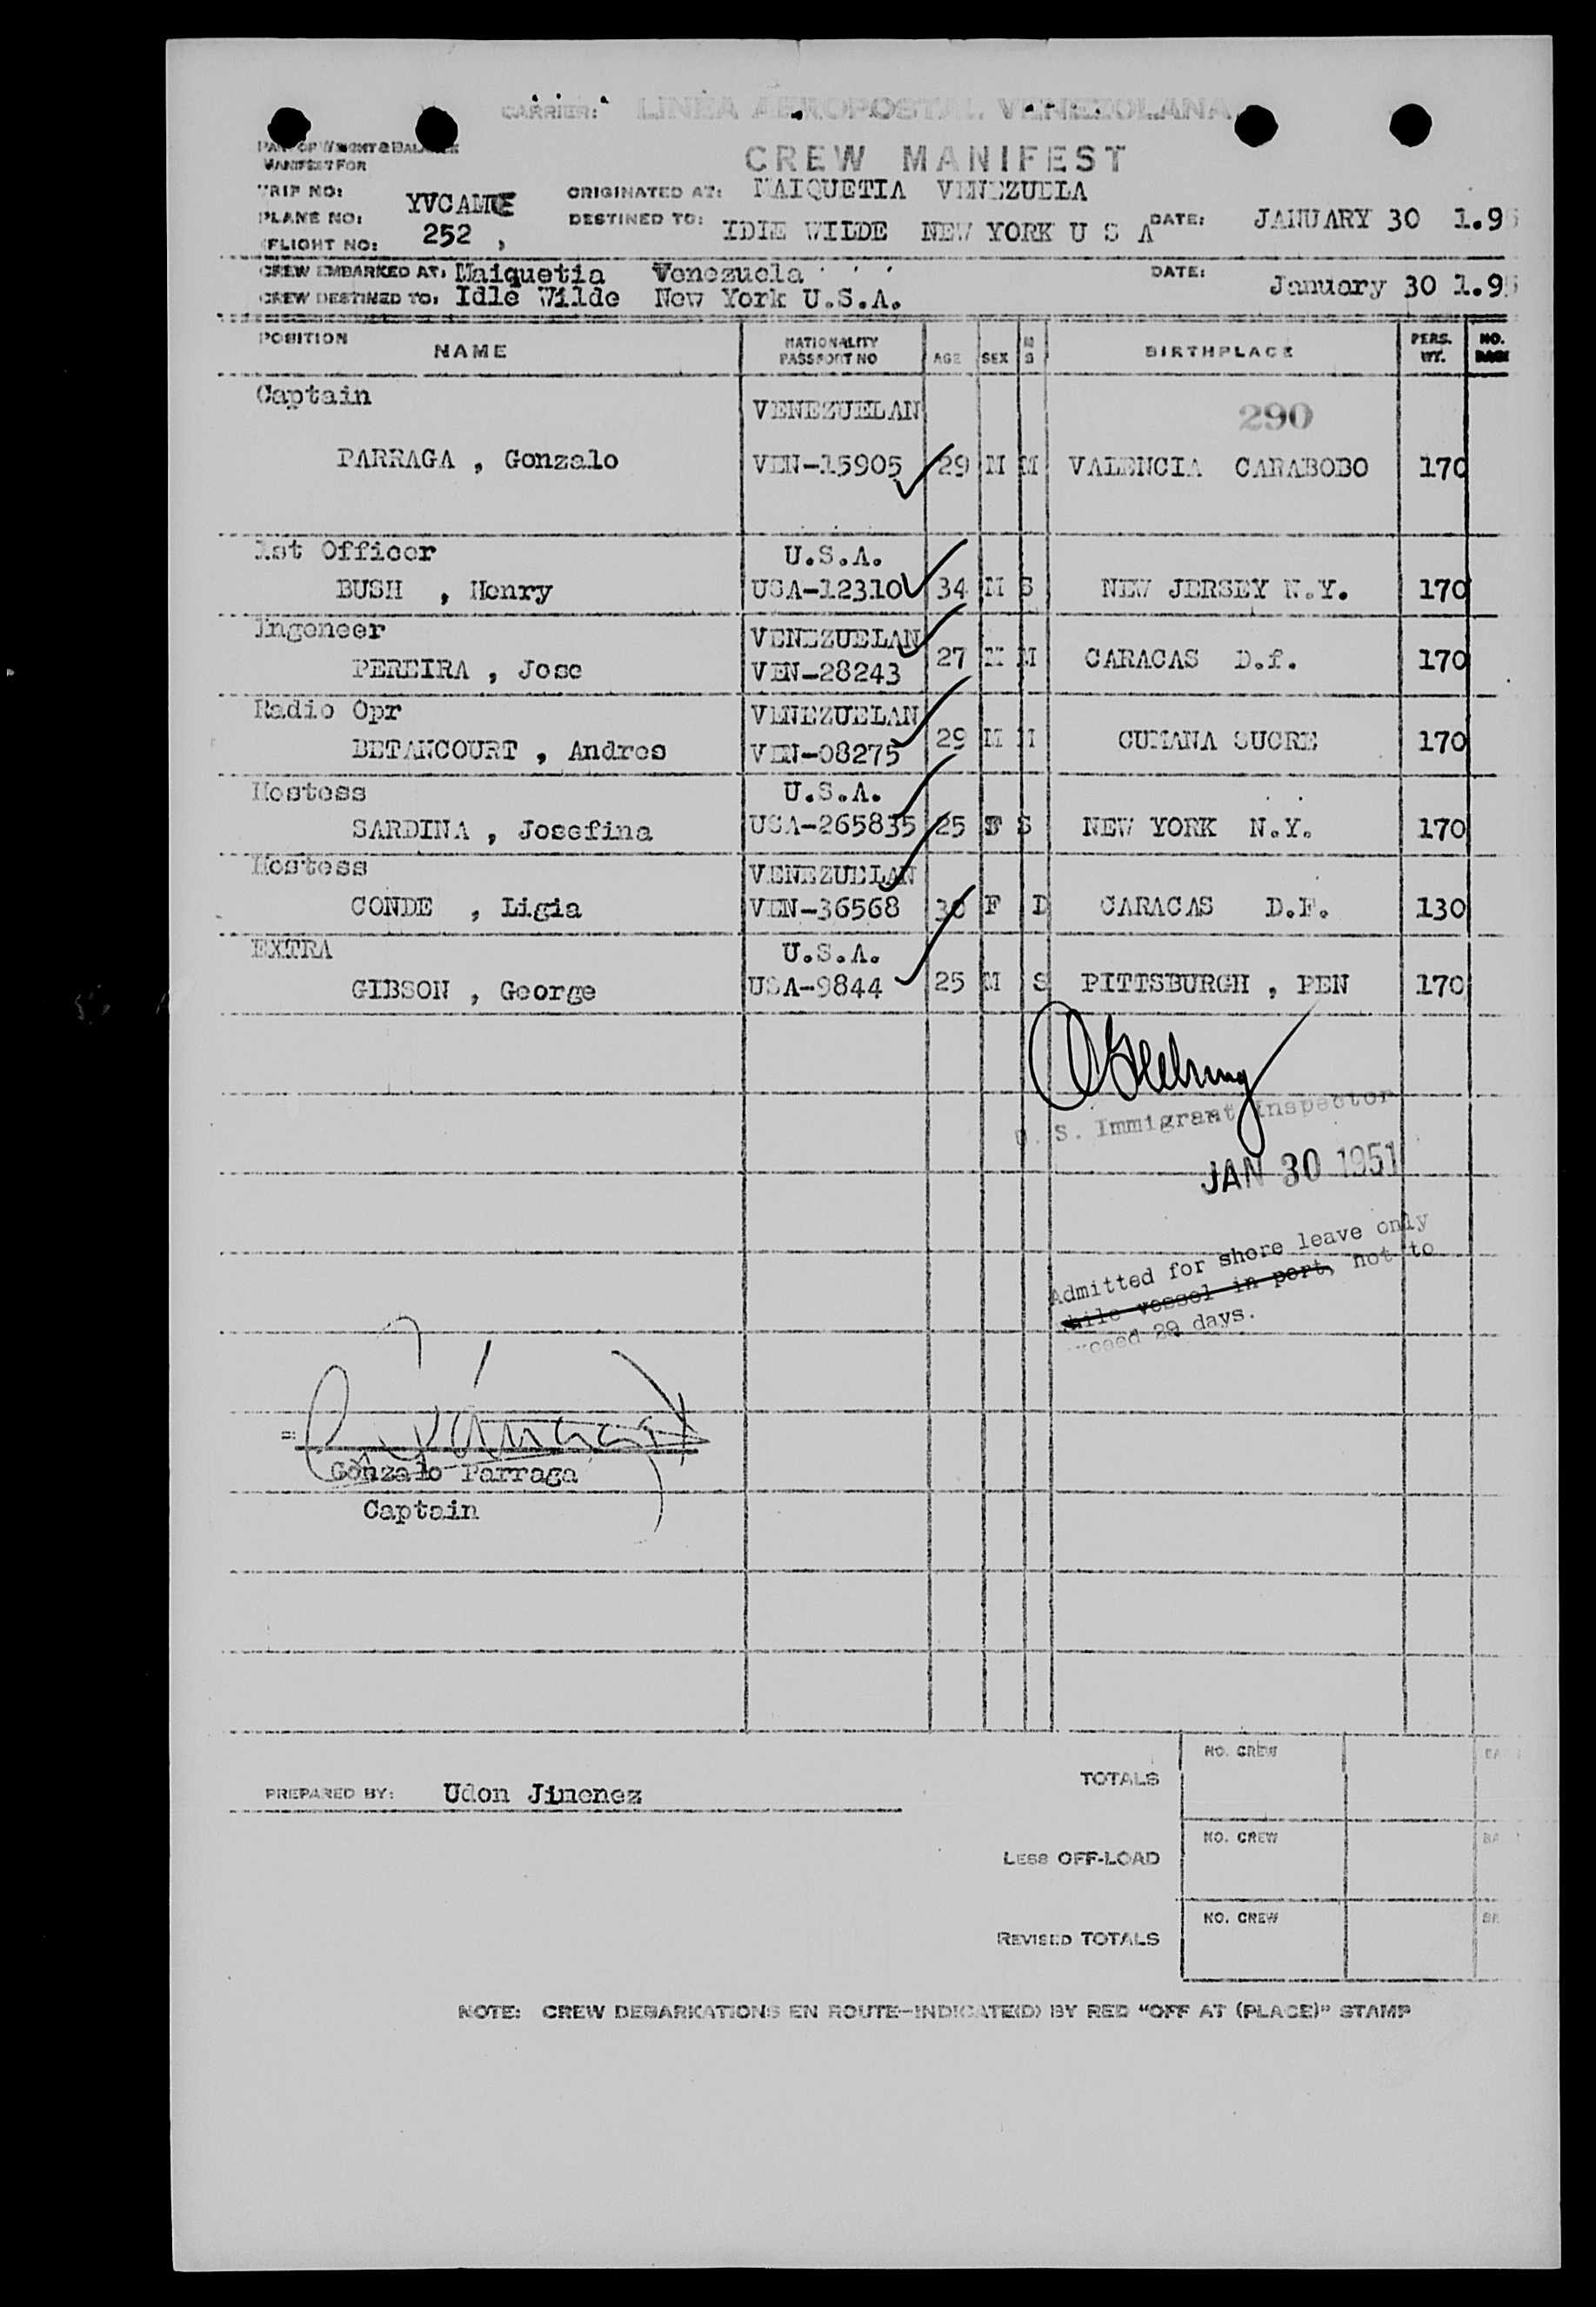 CARRIER: LINEA AEROPOSTAL VENEZOLANA
PART OF WEIGHT & BALANCE
MANIFEST FOR
CREW MANIFEST
TRIP NO:
ORIGINATED AT: MAIQUETIA VENEZUELA
PLANE NO: YVCAME
DESTINED TO: IDLE WILDE NEW YORK U S A DATE: JANUARY 30 1.95
FLIGHT NO: 252 ,
CREW EMBARKED AT: Maiquetia Venezuela DATE: January 30 1.95
CREW DESTINED TO: Idle Wilde New York U.S.A.
POSITION NAME NATIONALITY PASSPORT NO AGE SEX M S BIRTHPLACE PERS. WT. NO.
Captain VENEZUELAN 290
PARRAGA , Gonzalo VEN-15905 29 M M VALENCIA CARABOBO 170
1st Officer U.S.A.
BUSH , Henry USA-12310 34 M S NEW JERSEY N.Y. 170
Ingeneer VENEZUELAN
PEREIRA , Jose VEN-28243 27 M M CARACAS D.f. 170
Radio Opr VENEZUELAN
BETANCOURT , Andres VEN-08275 29 M M CUMANA SUCRE 170
Hostess U.S.A.
SARDINA , Josefina USA-265835 25 F S NEW YORK N.Y. 170
Hostess VENEZUELAN
CONDE , Ligia VEN-36568 30 F D CARACAS D.F. 130
EXTRA U.S.A.
GIBSON , George USA-9844 25 M S PITTSBURGH , PEN 170
U. S. Immigrant Inspector
JAN 30 1951
Admitted for shore leave only
while vessel in port, not to
exceed 29 days.
Gonzalo Parraga
Captain
PREPARED BY: Udon Jimenez
TOTALS NO. CREW
LESS OFF-LOAD NO. CREW
REVISED TOTALS NO. CREW
NOTE: CREW DEBARKATIONS EN ROUTE-INDICATE(D) BY RED "OFF AT (PLACE)" STAMP